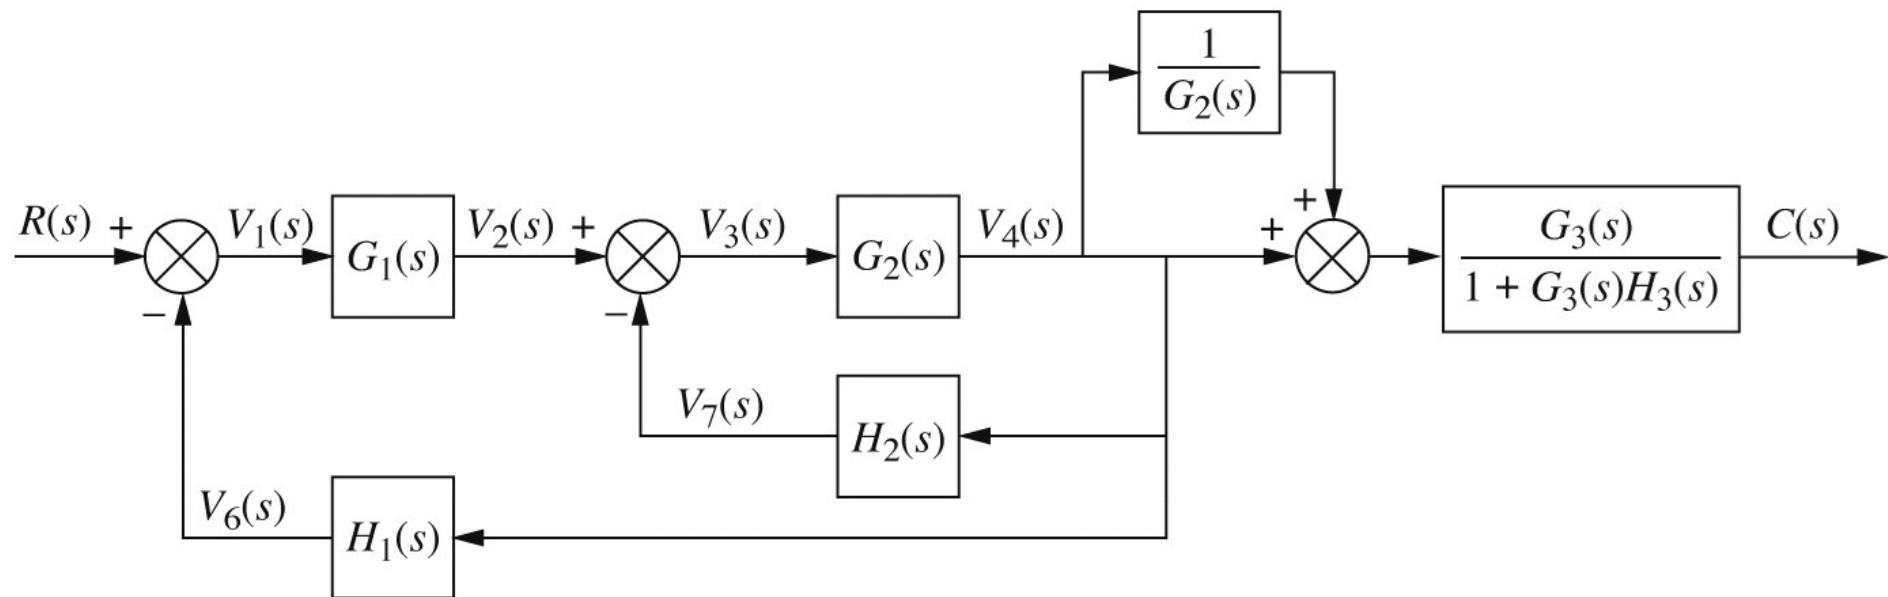 1
G₂(s)
R(s) + V₁(s) G₁(s) V₂(s) + V₃(s) G₂(s) V₄(s) + + G₃(s) C(s)
1 + G₃(s)H₃(s)
− −
V₇(s) H₂(s)
V₆(s) H₁(s)